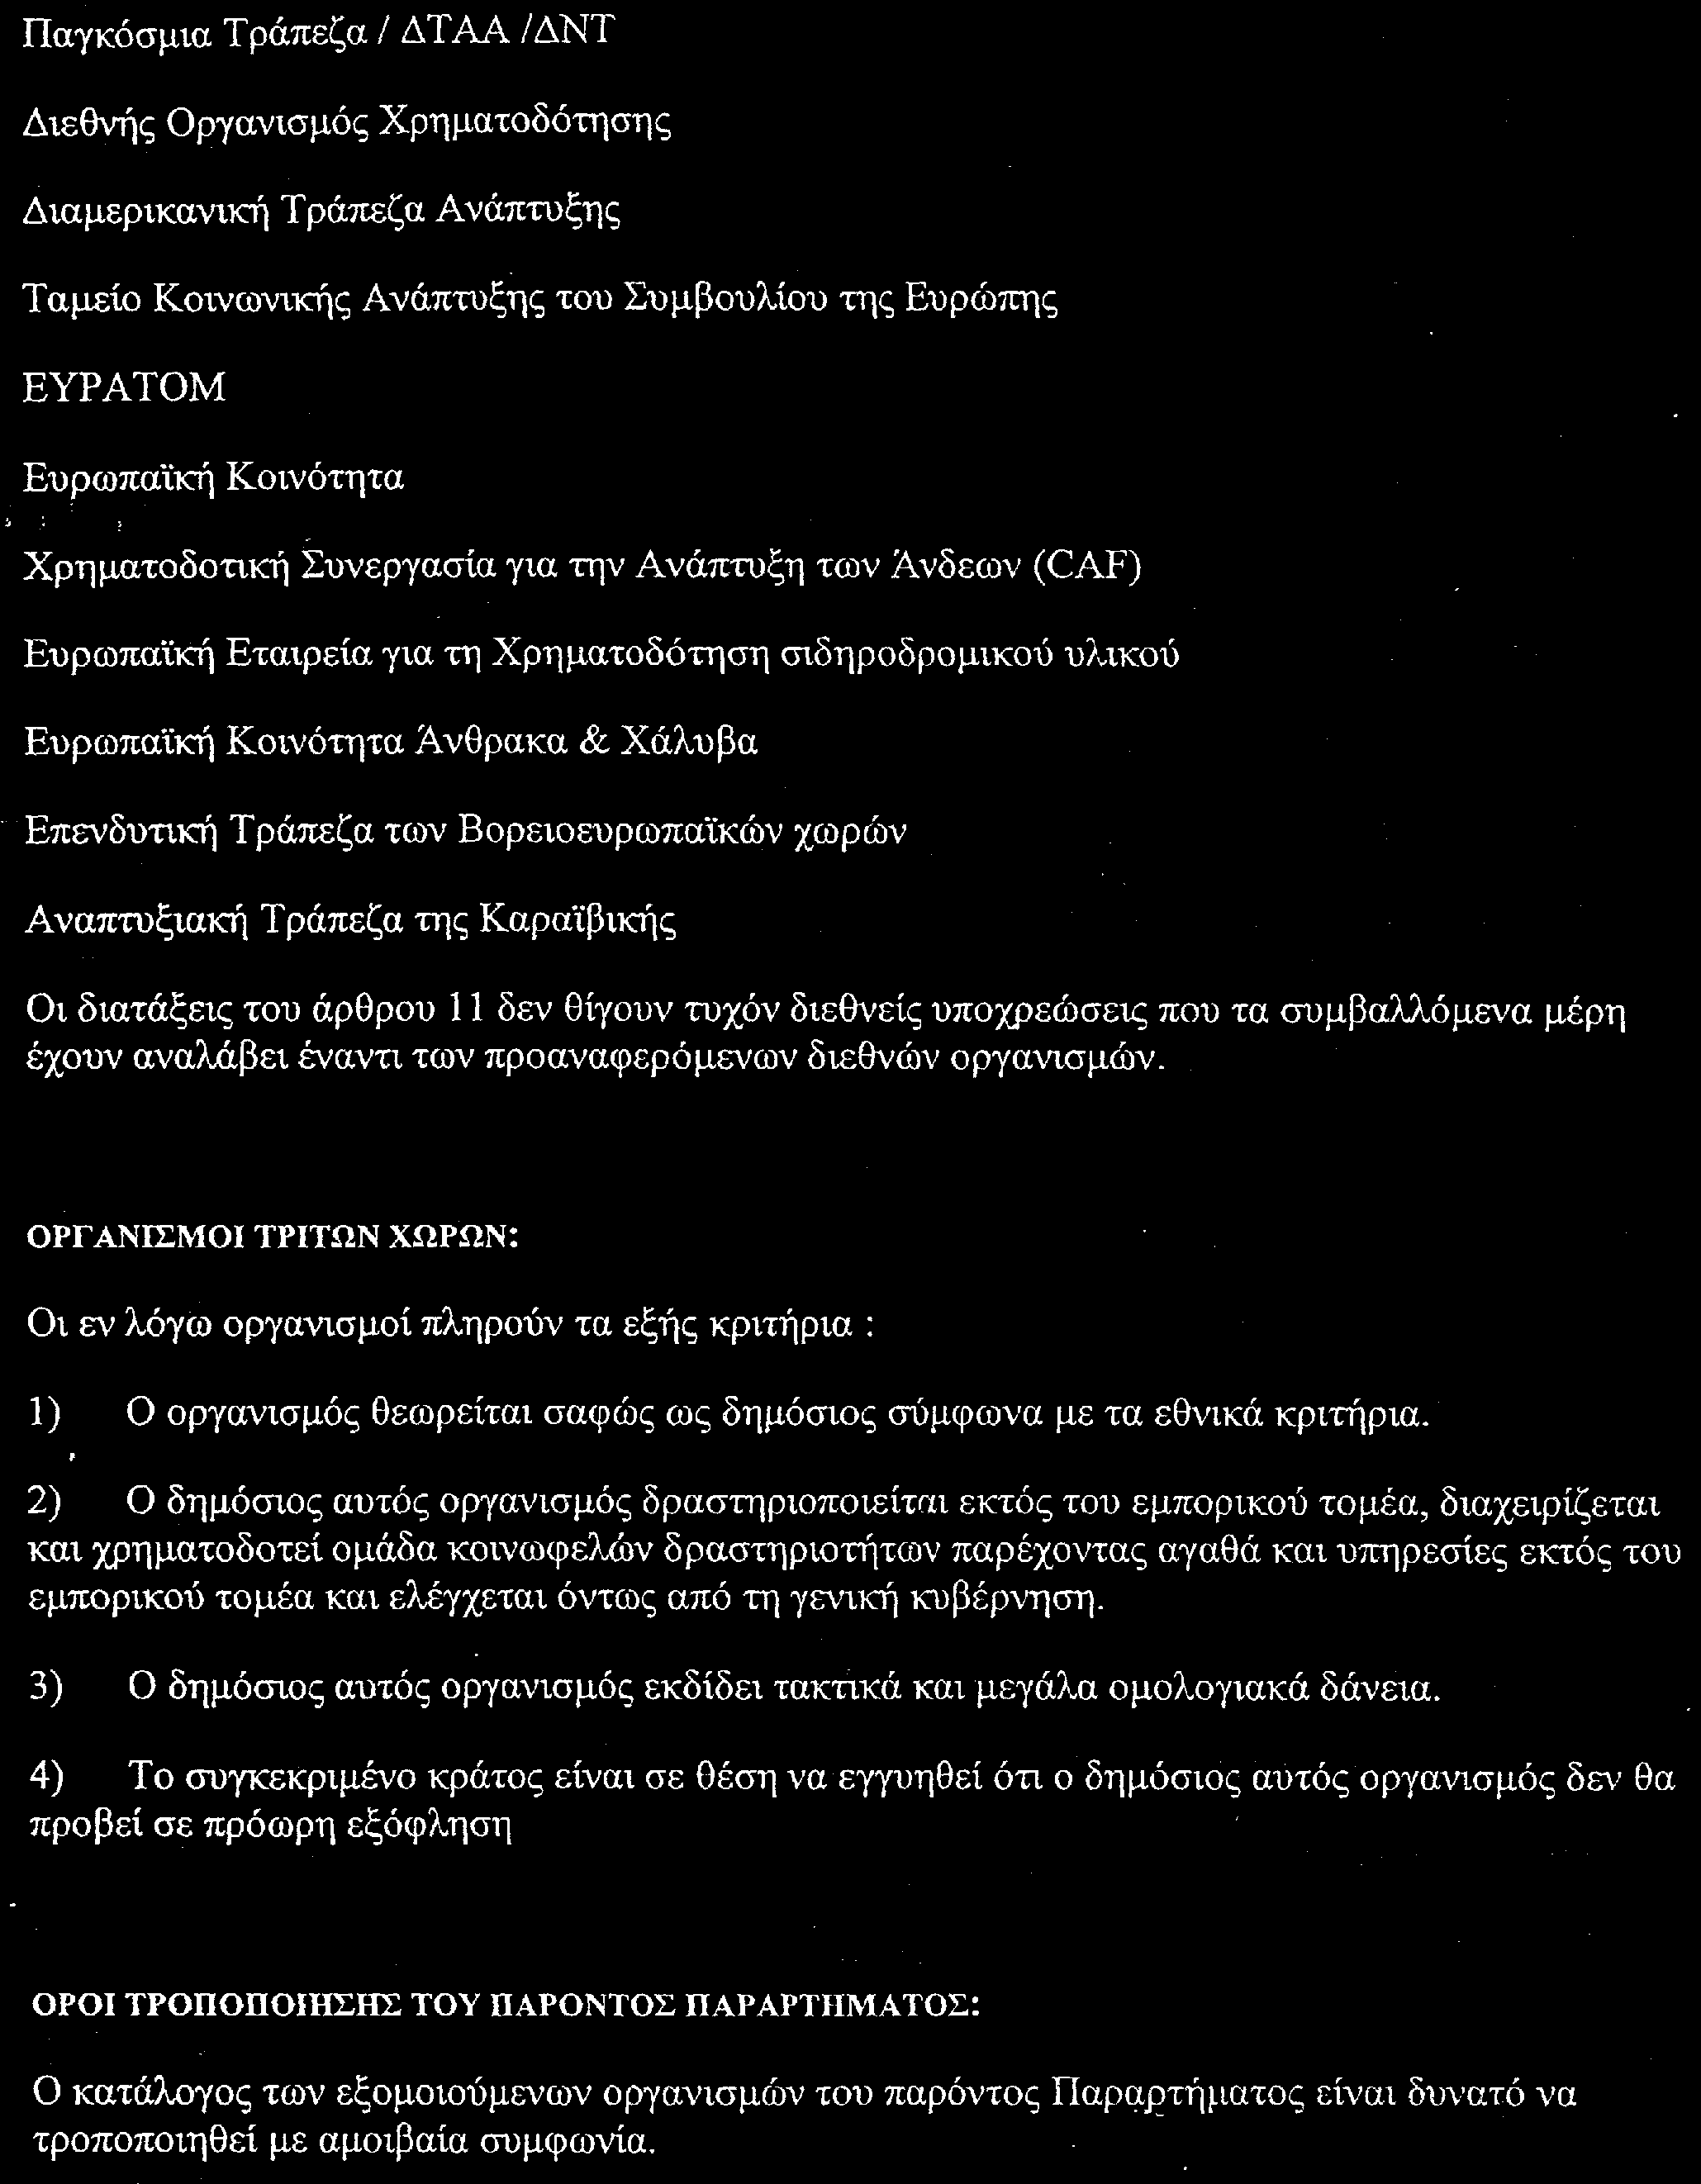 Παγκόσμια Τράπεζα / ΔΤΑΑ /ΔΝΤ
Διεθνής Οργανισμός Χρηματοδότησης
Διαμερικανική Τράπεζα Ανάπτυξης
Ταμείο Κοινωνικής Ανάπτυξης του Συμβουλίου της Ευρώπης
ΕΥΡΑΤΟΜ
Ευρωπαϊκή Κοινότητα
Χρηματοδοτική Συνεργασία για την Ανάπτυξη των Άνδεων (CAF)
Ευρωπαϊκή Εταιρεία για τη Χρηματοδότηση σιδηροδρομικού υλικού
Ευρωπαϊκή Κοινότητα Άνθρακα & Χάλυβα
Επενδυτική Τράπεζα των Βορειοευρωπαϊκών χωρών
Αναπτυξιακή Τράπεζα της Καραϊβικής
Οι διατάξεις του άρθρου 11 δεν θίγουν τυχόν διεθνείς υποχρεώσεις που τα συμβαλλόμενα μέρη
έχουν αναλάβει έναντι των προαναφερόμενων διεθνών οργανισμών.
ΟΡΓΑΝΙΣΜΟΙ ΤΡΙΤΩΝ ΧΩΡΩΝ:
Οι εν λόγω οργανισμοί πληρούν τα εξής κριτήρια :
1) Ο οργανισμός θεωρείται σαφώς ως δημόσιος σύμφωνα με τα εθνικά κριτήρια.
2) Ο δημόσιος αυτός οργανισμός δραστηριοποιείται εκτός του εμπορικού τομέα, διαχειρίζεται
και χρηματοδοτεί ομάδα κοινωφελών δραστηριοτήτων παρέχοντας αγαθά και υπηρεσίες εκτός του
εμπορικού τομέα και ελέγχεται όντως από τη γενική κυβέρνηση.
3) Ο δημόσιος αυτός οργανισμός εκδίδει τακτικά και μεγάλα ομολογιακά δάνεια.
4) Το συγκεκριμένο κράτος είναι σε θέση να εγγυηθεί ότι ο δημόσιος αυτός οργανισμός δεν θα
προβεί σε πρόωρη εξόφληση
ΟΡΟΙ ΤΡΟΠΟΠΟΙΗΣΗΣ ΤΟΥ ΠΑΡΟΝΤΟΣ ΠΑΡΑΡΤΗΜΑΤΟΣ:
Ο κατάλογος των εξομοιούμενων οργανισμών του παρόντος Παραρτήματος είναι δυνατό να
τροποποιηθεί με αμοιβαία συμφωνία.